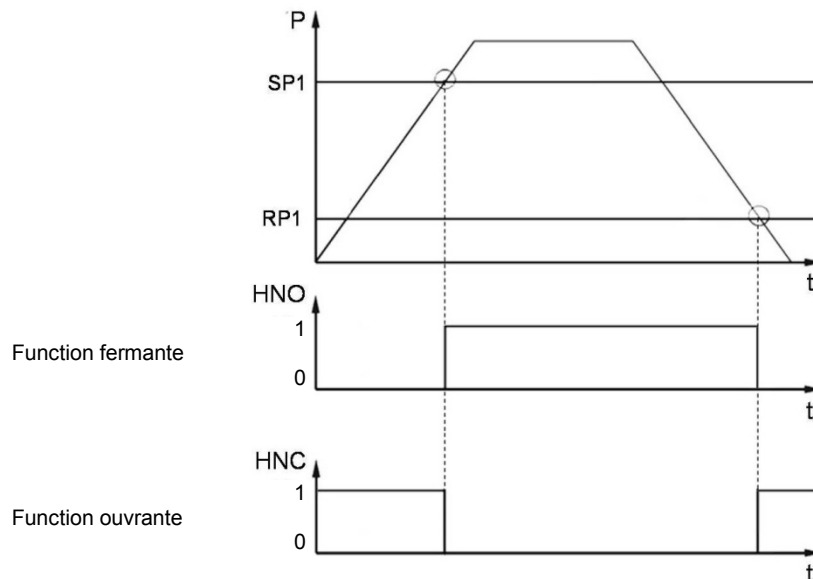 P
SP1
RP1
t
HNO
1
Function fermante
0
t
HNC
1
Function ouvrante
0
t